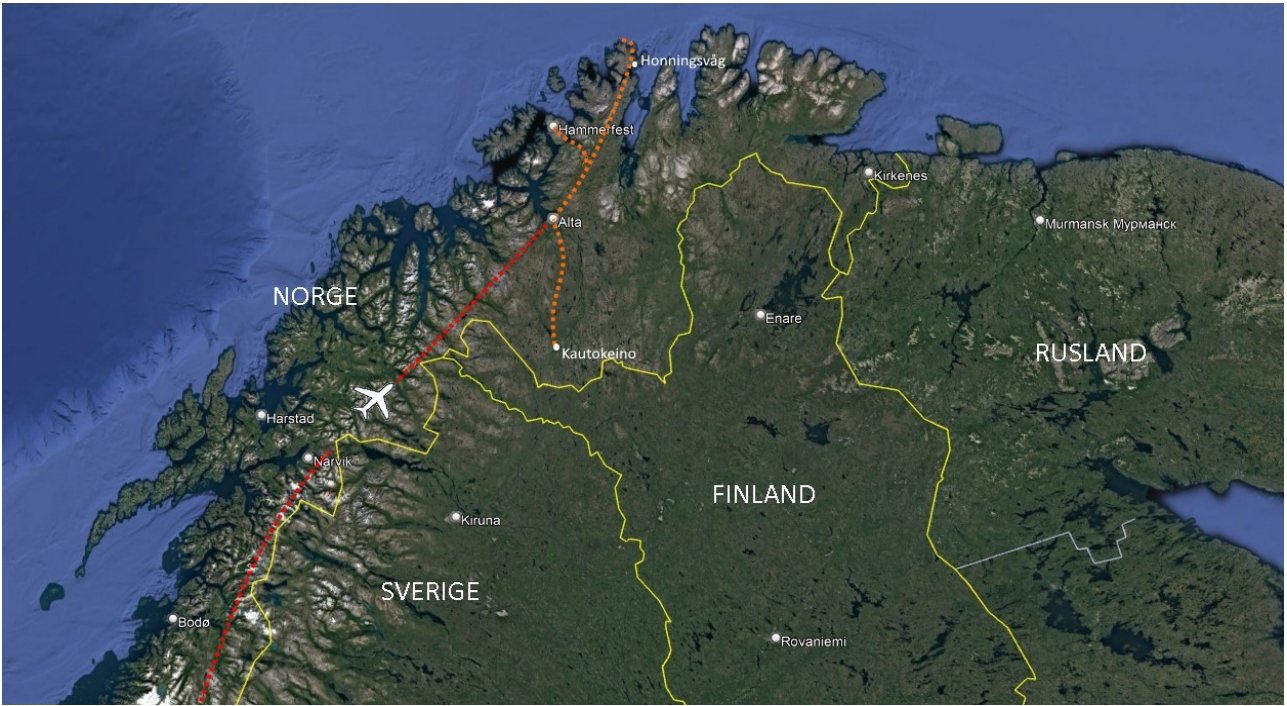 Honningsvåg
Hammerfest
Kirkenes
Alta
Murmansk Мурманск
NORGE
Enare
Kautokeino
RUSLAND
Harstad
Narvik
FINLAND
Kiruna
SVERIGE
Bodø
Rovaniemi